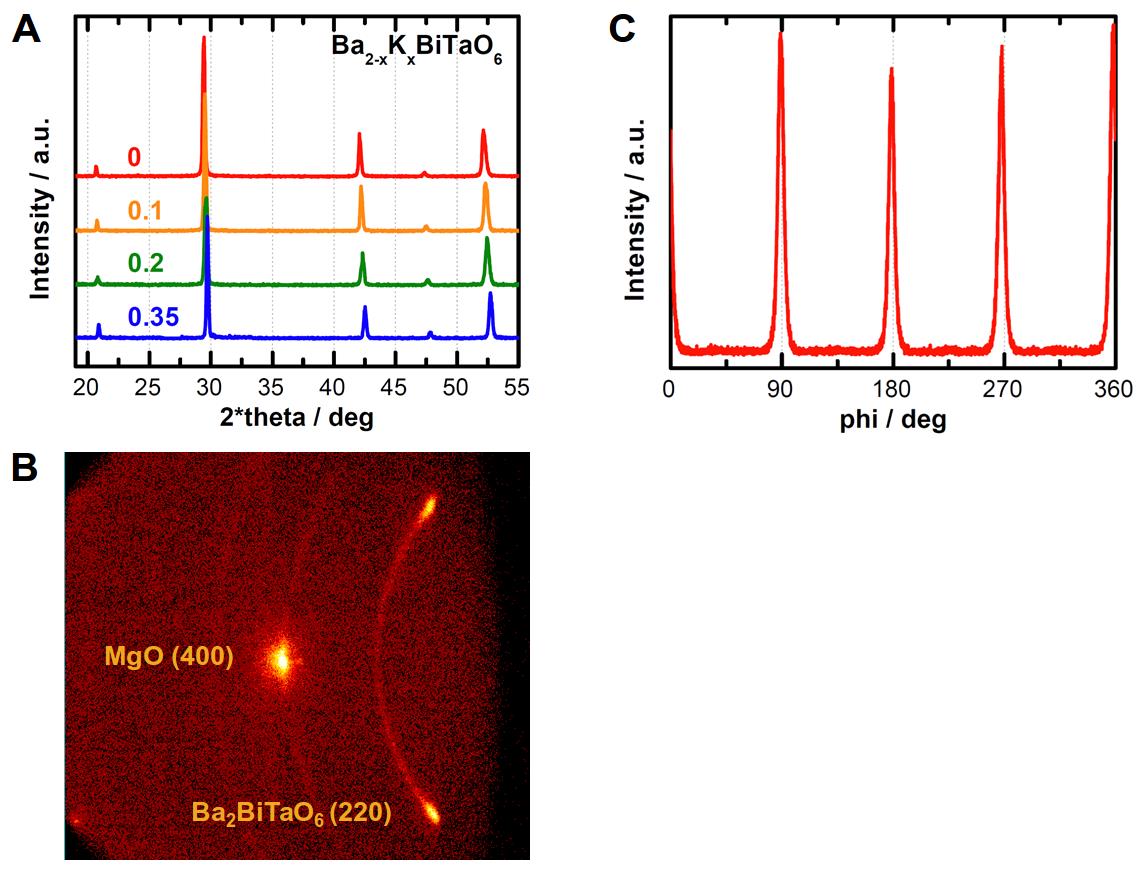 A
Ba2-xKxBiTaO6
0
0.1
0.2
0.35
Intensity / a.u.
20 25 30 35 40 45 50 55
2*theta / deg
C
Intensity / a.u.
0 90 180 270 360
phi / deg
B
MgO (400)
Ba2BiTaO6 (220)